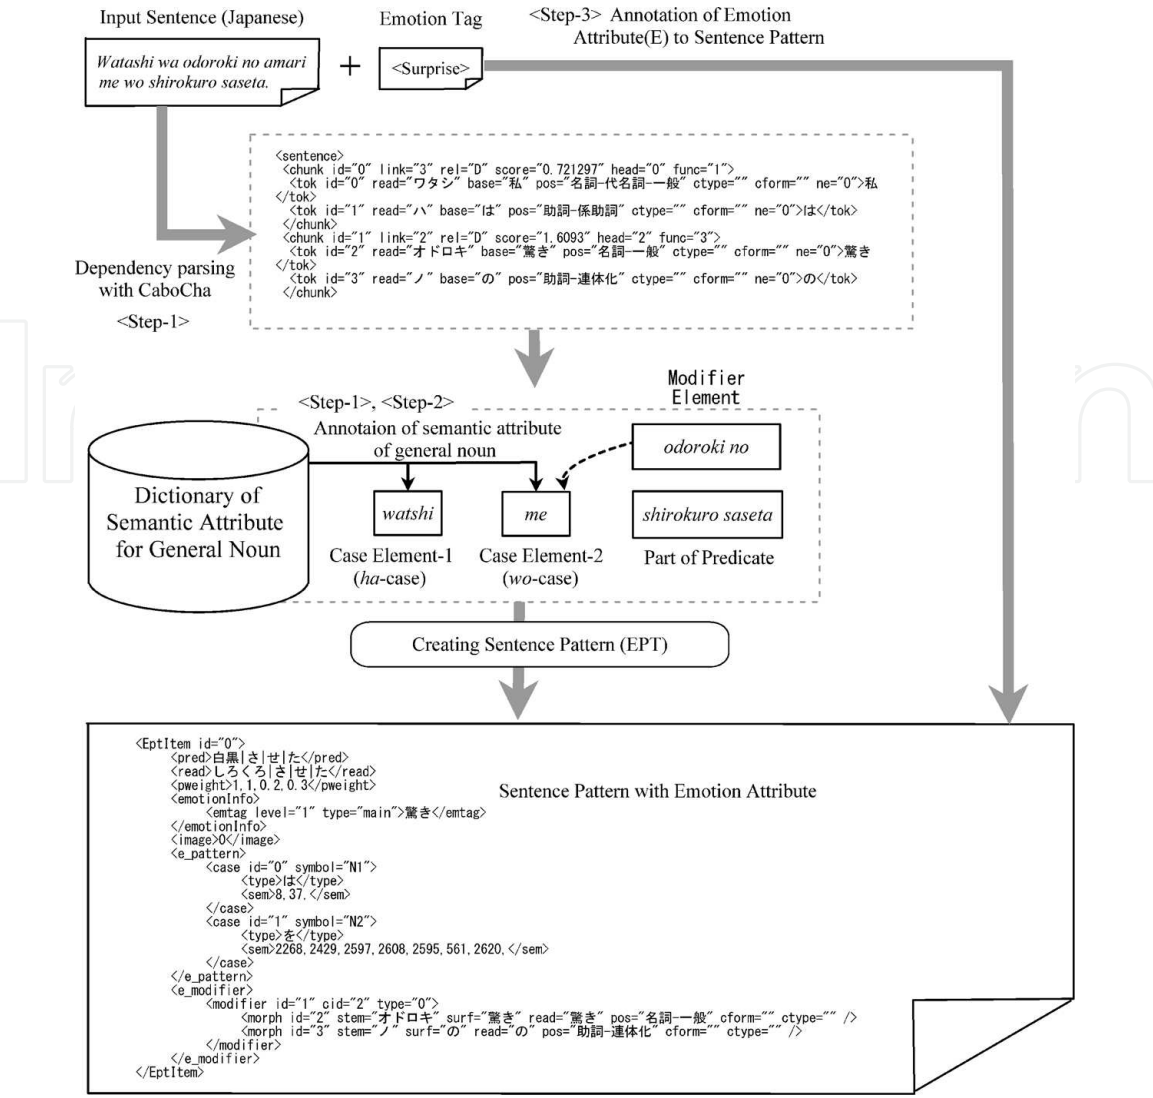 Input Sentence (Japanese)
Emotion Tag
<Step-3> Annotation of Emotion
Attribute(E) to Sentence Pattern
Watashi wa odoroki no amari
me wo shirokuro saseta.
+
<Surprise>
<sentence>
<chunk id="0" link="3" rel="D" score="0.721297" head="0" func="1">
<tok id="0" read="ワタシ" base="私" pos="名詞-代名詞-一般" ctype="" cform="" ne="0">私
</tok>
<tok id="1" read="ハ" base="は" pos="助詞-係助詞" ctype="" cform="" ne="0">は</tok>
</chunk>
<chunk id="1" link="2" rel="D" score="1.6093" head="2" func="3">
<tok id="2" read="オドロキ" base="驚き" pos="名詞-一般" ctype="" cform="" ne="0">驚き
</tok>
<tok id="3" read="ノ" base="の" pos="助詞-連体化" ctype="" cform="" ne="0">の</tok>
</chunk>
Dependency parsing
with CaboCha
<Step-1>
Modifier
Element
<Step-1>, <Step-2>
Annotaion of semantic attribute
of general noun
odoroki no
Dictionary of
Semantic Attribute
for General Noun
watshi
me
shirokuro saseta
Case Element-1
(ha-case)
Case Element-2
(wo-case)
Part of Predicate
Creating Sentence Pattern (EPT)
<EptItem id="0">
<pred>白黒|さ|せ|た</pred>
<read>しろくろ|さ|せ|た</read>
<pweight>1,1,0.2,0.3</pweight>
<emotionInfo>
<emtag level="1" type="main">驚き</emtag>
</emotionInfo>
<image>0</image>
<e_pattern>
<case id="0" symbol="N1">
<type>は</type>
<sem>8,37,</sem>
</case>
<case id="1" symbol="N2">
<type>を</type>
<sem>2268,2429,2597,2608,2595,561,2620,</sem>
</case>
</e_pattern>
<e_modifier>
<modifier id="1" cid="2" type="0">
<morph id="2" stem="オドロキ" surf="驚き" read="驚き" pos="名詞-一般" cform="" ctype="" />
<morph id="3" stem="ノ" surf="の" read="の" pos="助詞-連体化" cform="" ctype="" />
</modifier>
</e_modifier>
</EptItem>
Sentence Pattern with Emotion Attribute